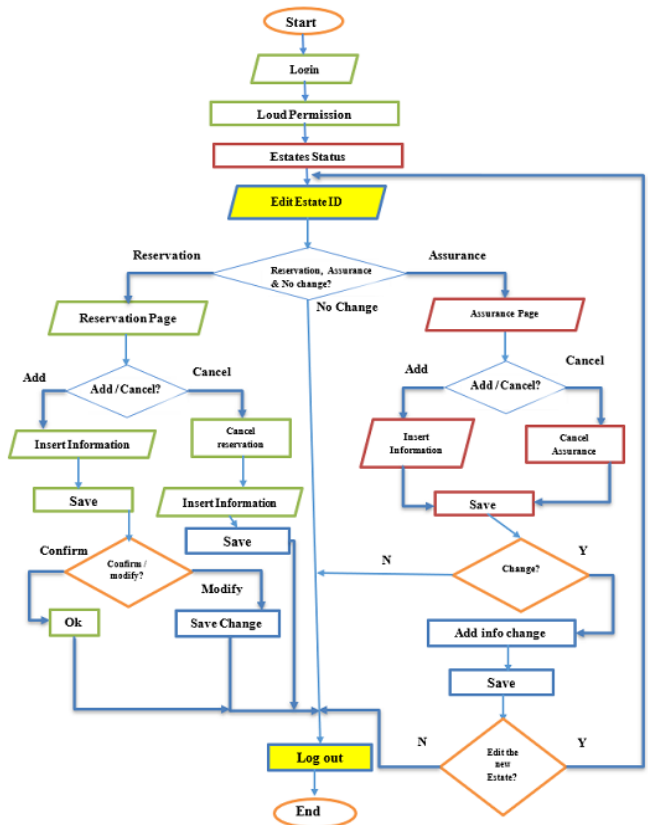 Start
Login
Loud Permission
Estates Status
Edit Estate ID
Reservation
Assurance
Reservation, Assurance
& No change?
No Change
Reservation Page
Assurance Page
Add
Add / Cancel?
Cancel
Add
Add / Cancel?
Cancel
Insert Information
Cancel
reservation
Insert
Information
Cancel
Assurance
Save
Insert Information
Save
Save
Confirm
Confirm /
modify?
Modify
N
Change?
Y
Ok
Save Change
Add info change
Save
N
Edit the
new
Estate?
Y
Log out
End